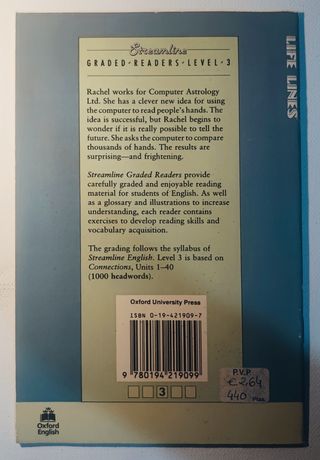 Streamline
GRADED·READERS·LEVEL·3
LIFE LINES
Rachel works for Computer Astrology
Ltd. She has a clever new idea for using
the computer to read people's hands. The
idea is successful, but Rachel begins to
wonder if it is really possible to tell the
future. She asks the computer to compare
thousands of hands. The results are
surprising—and frightening.
Streamline Graded Readers provide
carefully graded and enjoyable reading
material for students of English. As well
as a glossary and illustrations to increase
understanding, each reader contains
exercises to develop reading skills and
vocabulary acquisition.
The grading follows the syllabus of
Streamline English. Level 3 is based on
Connections, Units 1–40
(1000 headwords).
Oxford University Press
ISBN 0-19-421909-7
9 780194 219099
3
P.V.P.
€ 2,64
440 Ptas.
Oxford
English